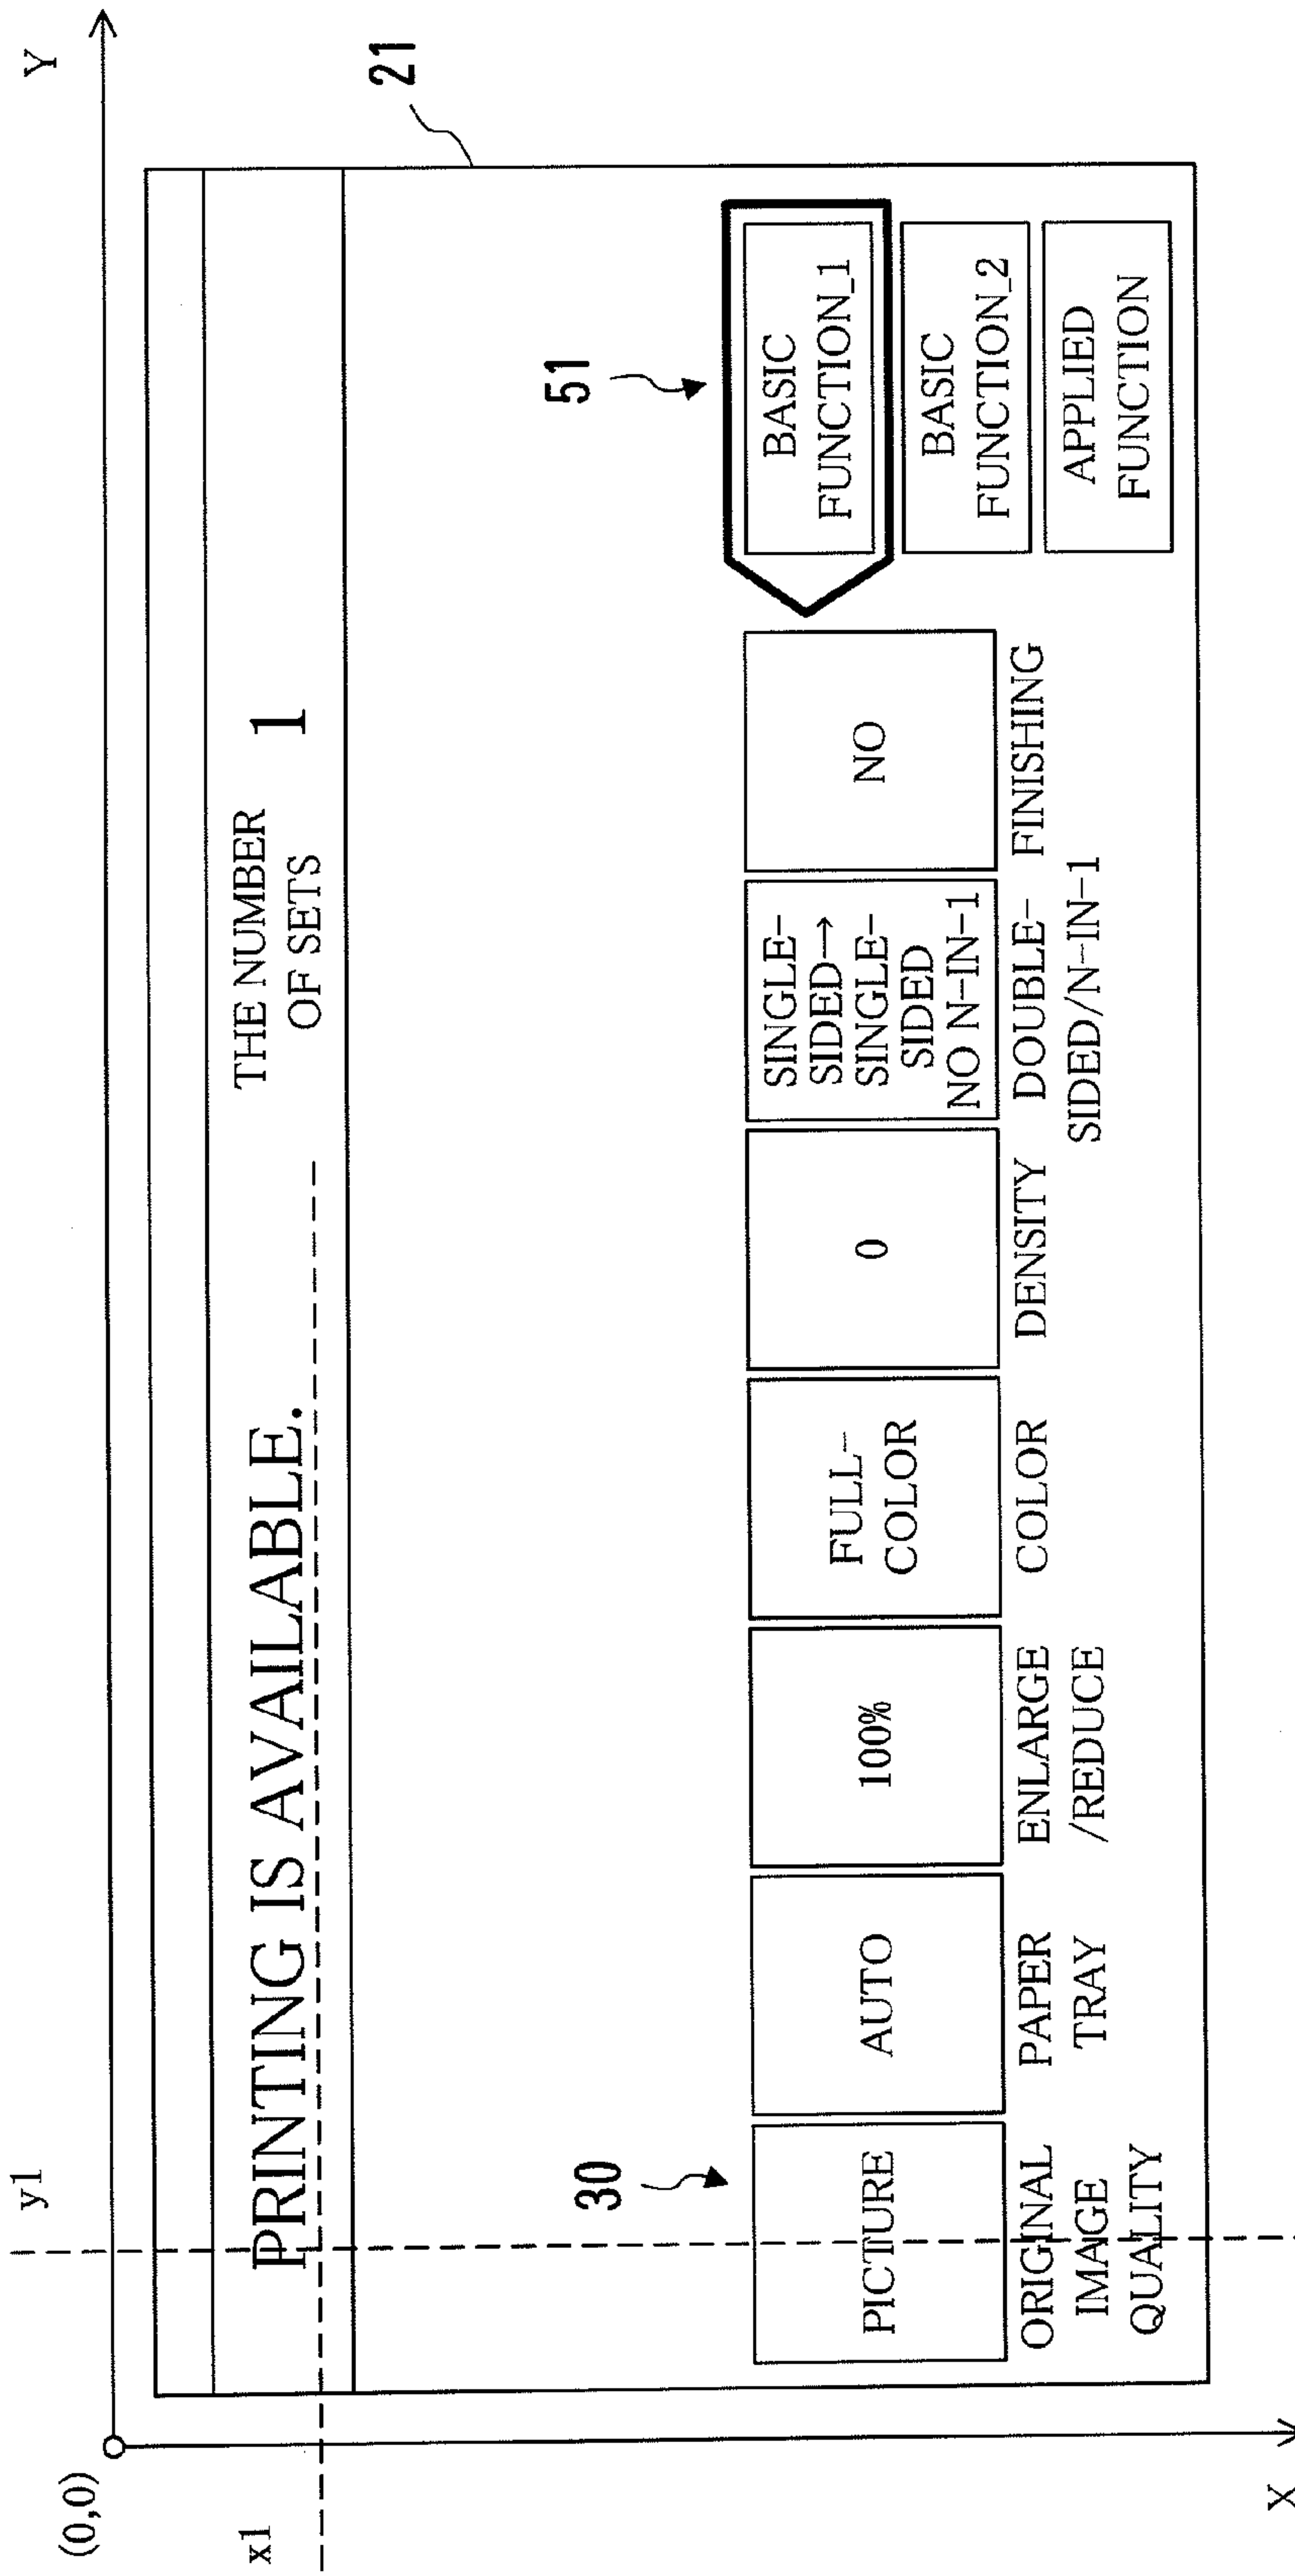 (0,0)
y1
Y
x1
X
21
PRINTING IS AVAILABLE.
THE NUMBER
OF SETS
1
30
51
PICTURE
AUTO
100%
FULL-
COLOR
0
SINGLE-
SIDED→
SINGLE-
SIDED
NO N-IN-1
NO
ORIGINAL
IMAGE
QUALITY
PAPER
TRAY
ENLARGE
/REDUCE
COLOR
DENSITY
DOUBLE-
SIDED/N-IN-1
FINISHING
BASIC
FUNCTION_1
BASIC
FUNCTION_2
APPLIED
FUNCTION